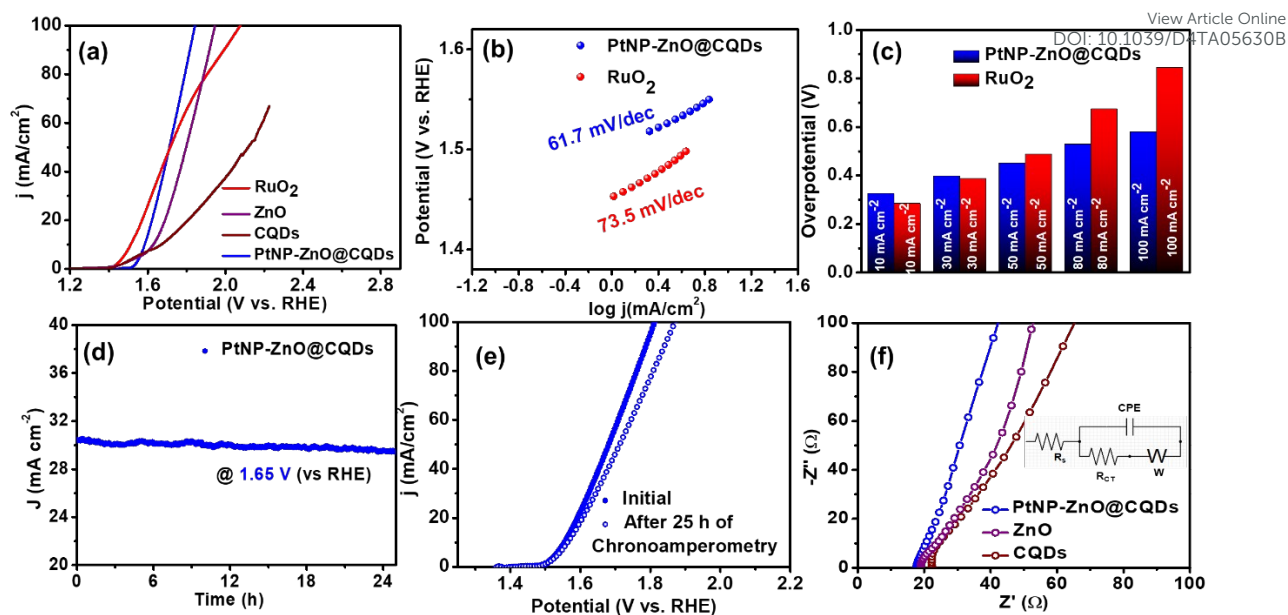 View Article Online
DOI: 10.1039/D4TA05630B
(a)
100
80
60
40
20
0
j (mA/cm²)
RuO₂
ZnO
CQDs
PtNP-ZnO@CQDs
1.2 1.6 2.0 2.4 2.8
Potential (V vs. RHE)
(b)
1.6
1.5
1.4
Potential (V vs. RHE)
PtNP-ZnO@CQDs
RuO₂
61.7 mV/dec
73.5 mV/dec
-1.2 -0.8 -0.4 0.0 0.4 0.8 1.2 1.6
log j(mA/cm²)
(c)
1.0
0.8
0.6
0.4
0.2
0.0
Overpotential (V)
PtNP-ZnO@CQDs
RuO₂
10 mA cm⁻²
10 mA cm⁻²
30 mA cm⁻²
30 mA cm⁻²
50 mA cm⁻²
50 mA cm⁻²
80 mA cm⁻²
80 mA cm⁻²
100 mA cm⁻²
100 mA cm⁻²
(d)
40
36
32
28
24
20
J (mA cm⁻²)
PtNP-ZnO@CQDs
@ 1.65 V (vs RHE)
0 6 12 18 24
Time (h)
(e)
100
80
60
40
20
0
j (mA/cm²)
Initial
After 25 h of
Chronoamperometry
1.4 1.6 1.8 2.0 2.2
Potential (V vs. RHE)
(f)
100
80
60
40
20
0
-Z'' (Ω)
CPE
Rs
RCT
W
PtNP-ZnO@CQDs
ZnO
CQDs
0 20 40 60 80 100
Z' (Ω)